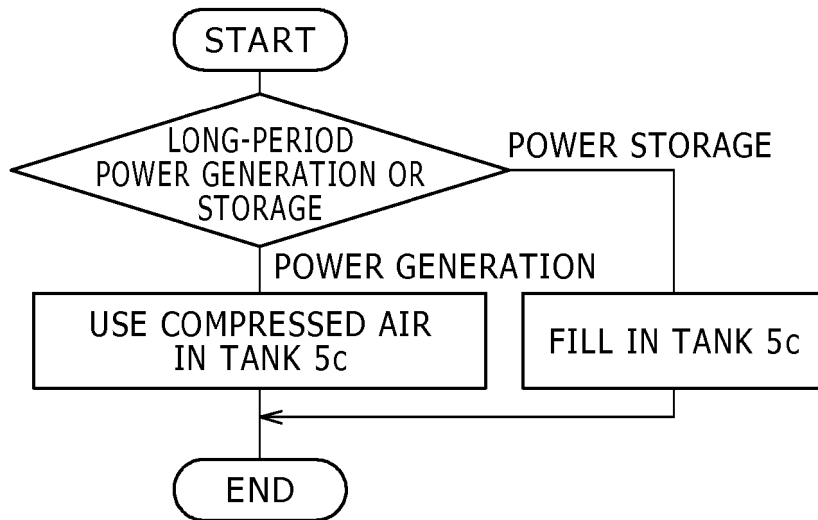 START
LONG-PERIOD
POWER GENERATION OR
STORAGE
POWER STORAGE
POWER GENERATION
USE COMPRESSED AIR
IN TANK 5c
FILL IN TANK 5c
END